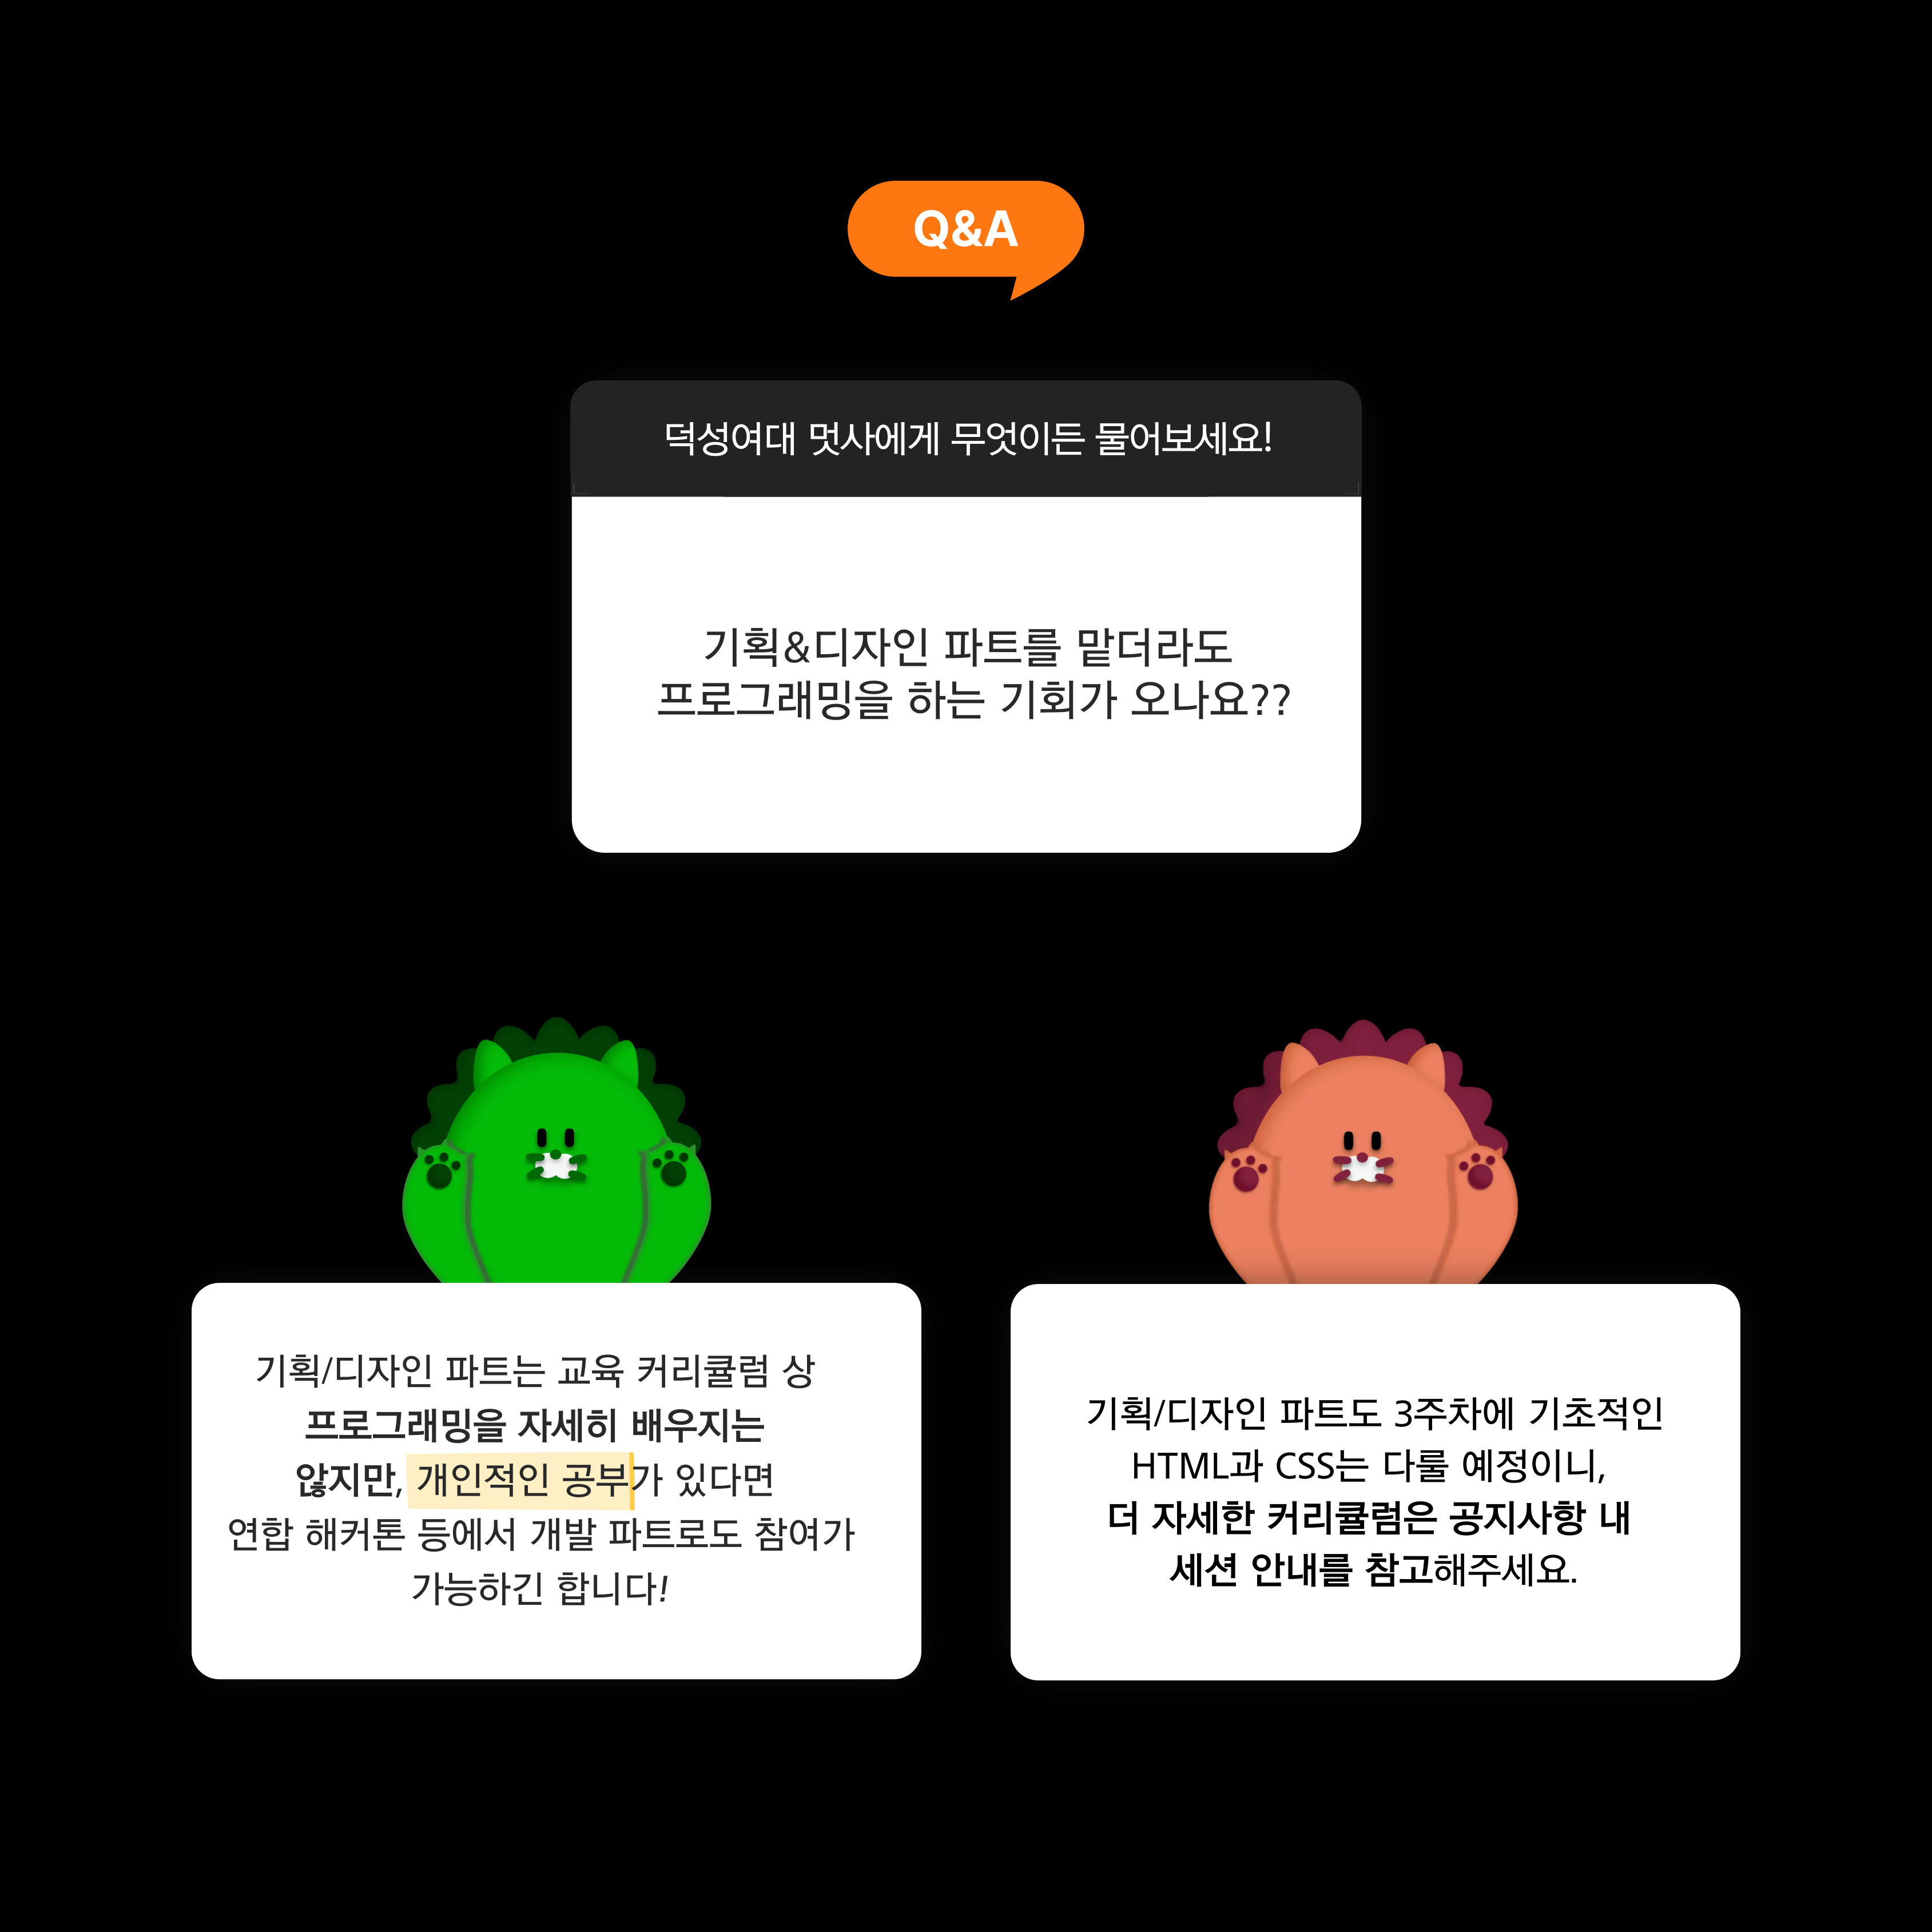 Q&A
덕성여대 멋사에게 무엇이든 물어보세요!
기획&디자인 파트를 맡더라도
프로그래밍을 하는 기회가 오나요??
기획/디자인 파트는 교육 커리큘럼 상
프로그래밍을 자세히 배우지는
않지만, 개인적인 공부가 있다면
연합 해커톤 등에서 개발 파트로도 참여가
가능하긴 합니다!
기획/디자인 파트도 3주차에 기초적인
HTML과 CSS는 다룰 예정이니,
더 자세한 커리큘럼은 공지사항 내
세션 안내를 참고해주세요.